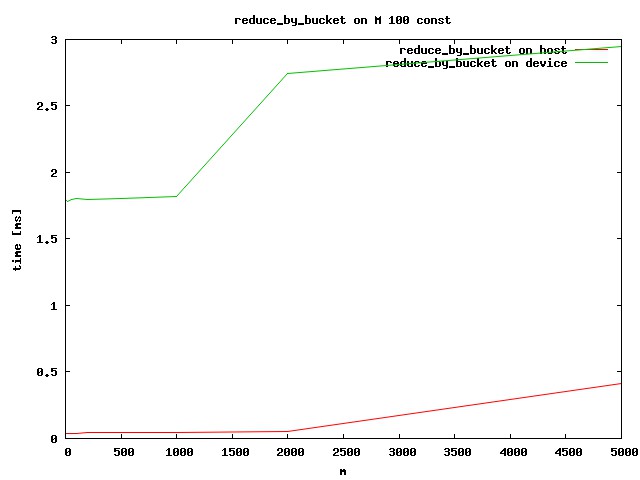 reduce_by_bucket on M 100 const
reduce_by_bucket on host
reduce_by_bucket on device
3
2.5
2
1.5
1
0.5
0
time [ms]
0 500 1000 1500 2000 2500 3000 3500 4000 4500 5000
m